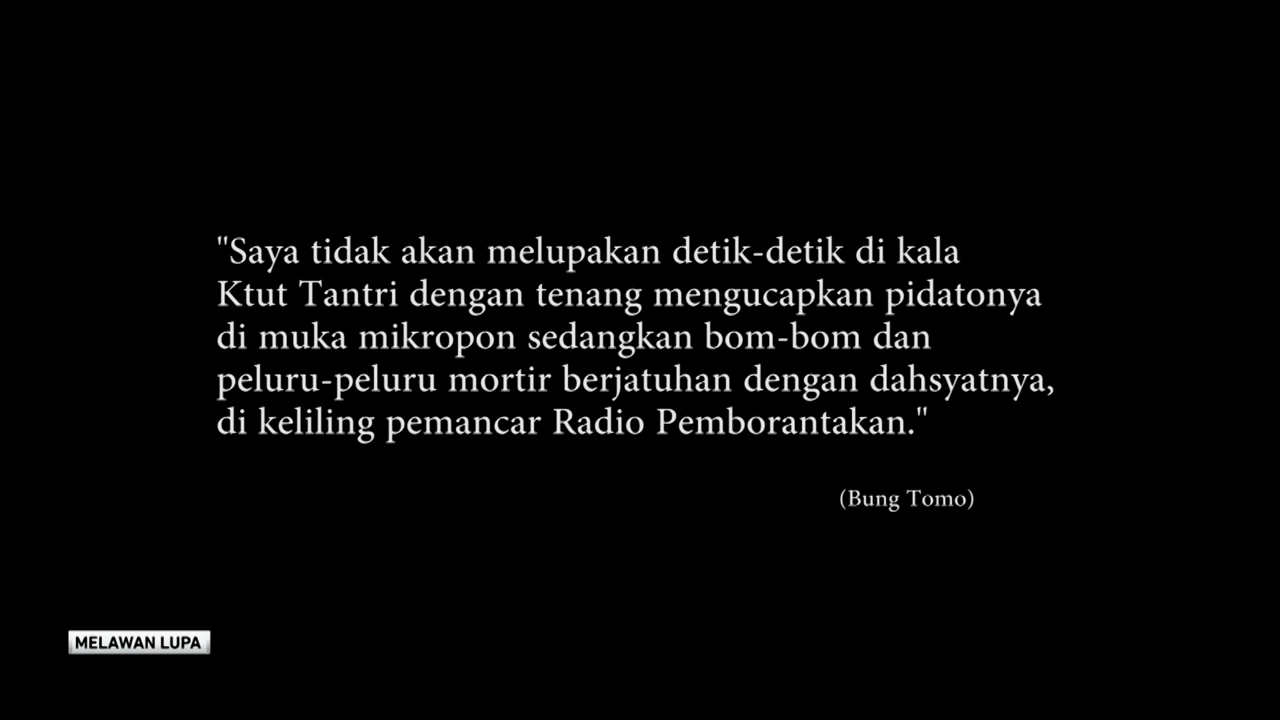 "Saya tidak akan melupakan detik-detik di kala
Ktut Tantri dengan tenang mengucapkan pidatonya
di muka mikropon sedangkan bom-bom dan
peluru-peluru mortir berjatuhan dengan dahsyatnya,
di keliling pemancar Radio Pemborantakan."
(Bung Tomo)
MELAWAN LUPA